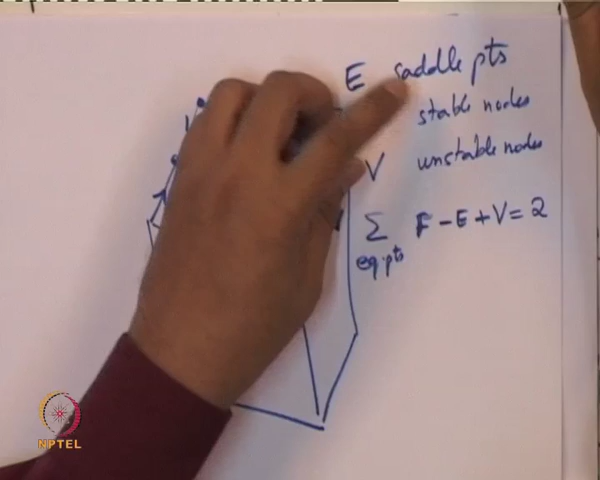 E saddle pts
stable nodes
V unstable nodes
Σ F - E + V = 2
eq.pts
NPTEL